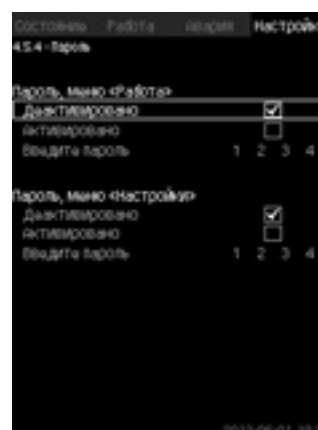 Состояние Работа Авария Настройки
4.5.4 - Пароль
Пароль, меню «Работа»
Деактивировано
Активировано
Введите пароль 1 2 3 4
Пароль, меню «Настройки»
Деактивировано
Активировано
Введите пароль 1 2 3 4